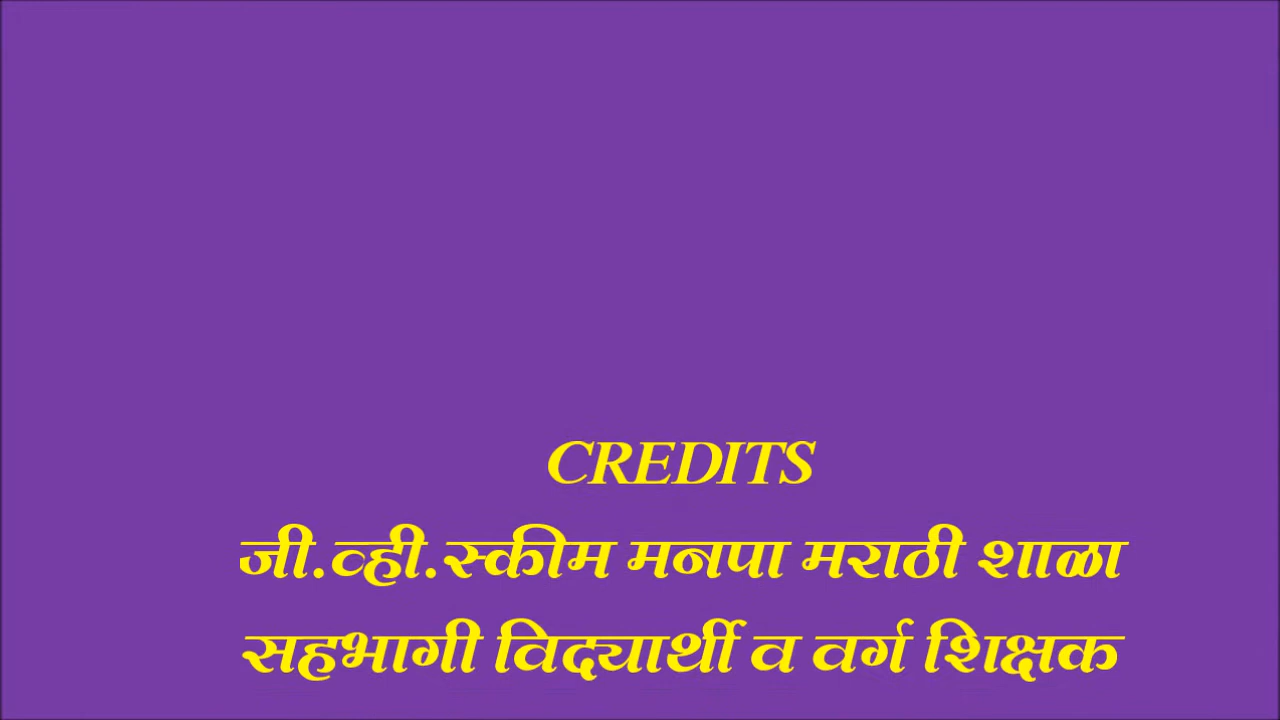 CREDITS
जी.व्ही.स्कीम मनपा मराठी शाळा
सहभागी विद्यार्थी व वर्ग शिक्षक